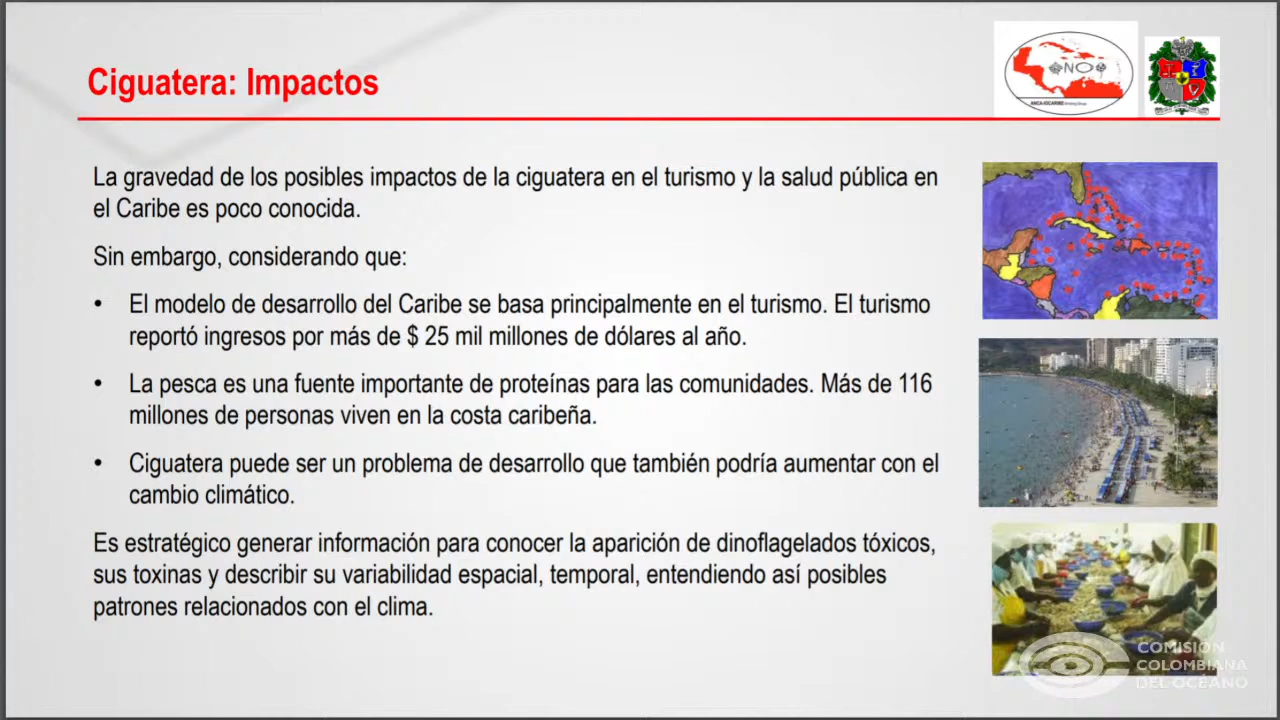 Ciguatera: Impactos
ANCA-IOCARIBE
La gravedad de los posibles impactos de la ciguatera en el turismo y la salud pública en
el Caribe es poco conocida.
Sin embargo, considerando que:
• El modelo de desarrollo del Caribe se basa principalmente en el turismo. El turismo
reportó ingresos por más de $ 25 mil millones de dólares al año.
• La pesca es una fuente importante de proteínas para las comunidades. Más de 116
millones de personas viven en la costa caribeña.
• Ciguatera puede ser un problema de desarrollo que también podría aumentar con el
cambio climático.
Es estratégico generar información para conocer la aparición de dinoflagelados tóxicos,
sus toxinas y describir su variabilidad espacial, temporal, entendiendo así posibles
patrones relacionados con el clima.
COMISIÓN
COLOMBIANA
DEL OCÉANO